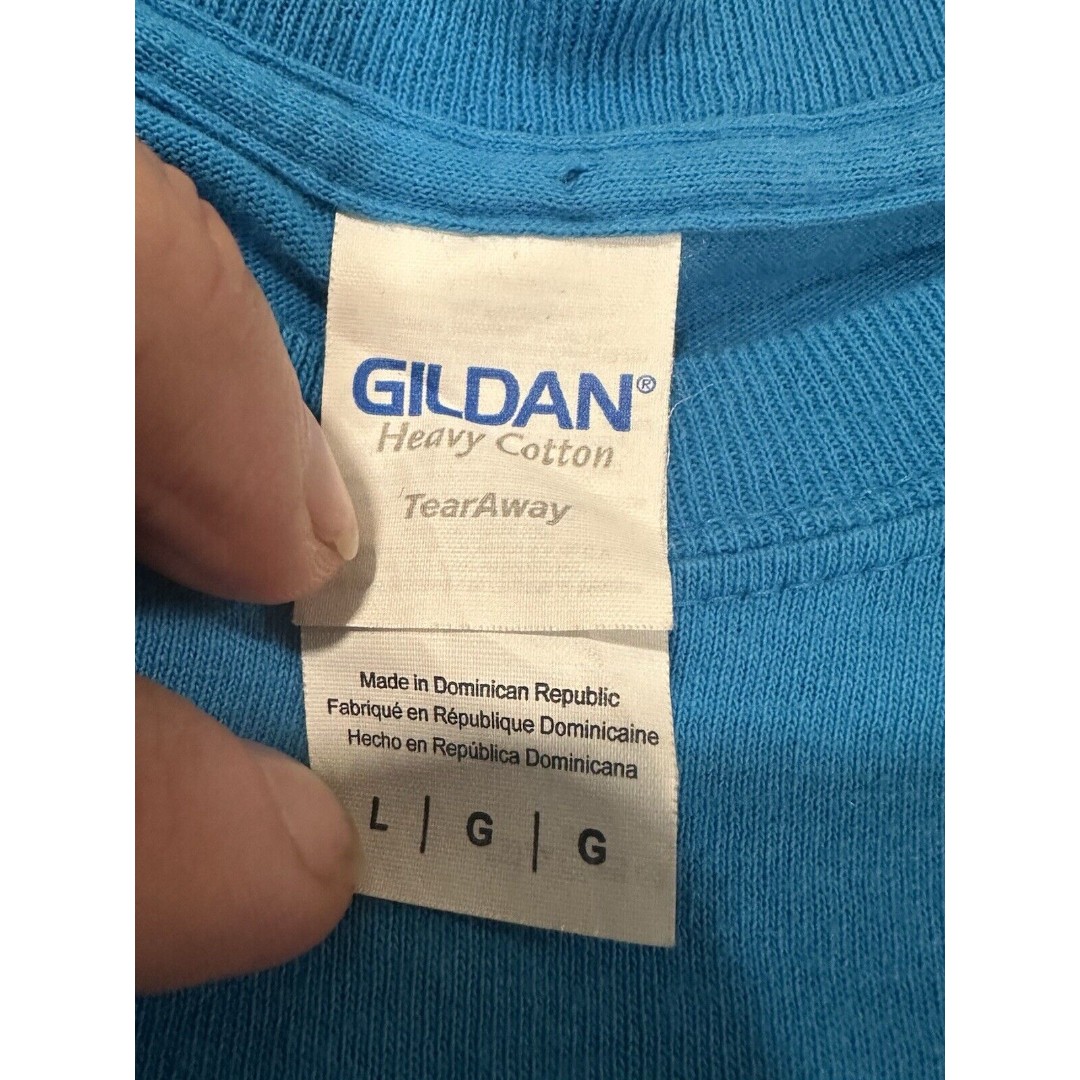 GILDAN®
Heavy Cotton
TearAway
Made in Dominican Republic
Fabriqué en République Dominicaine
Hecho en República Dominicana
L | G | G